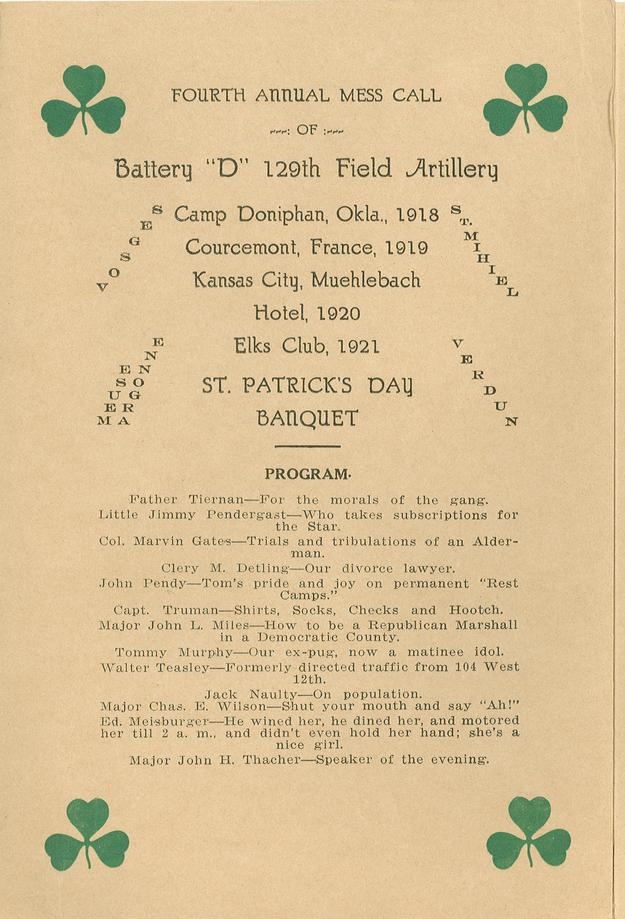 FOURTH ANNUAL MESS CALL
OF
Battery "D" 129th Field Artillery
VOSGES
Camp Doniphan, Okla., 1918
ST. MIHIEL
Courcemont, France, 1919
Kansas City, Muehlebach
Hotel, 1920
MEUSE
ARGONNE
Elks Club, 1921
VERDUN
ST. PATRICK'S DAY
BANQUET
PROGRAM.
Father Tiernan—For the morals of the gang.
Little Jimmy Pendergast—Who takes subscriptions for
the Star.
Col. Marvin Gates—Trials and tribulations of an Alder-
man.
Clery M. Detling—Our divorce lawyer.
John Pendy—Tom's pride and joy on permanent "Rest
Camps."
Capt. Truman—Shirts, Socks, Checks and Hootch.
Major John L. Miles—How to be a Republican Marshall
in a Democratic County.
Tommy Murphy—Our ex-pug, now a matinee idol.
Walter Teasley—Formerly directed traffic from 104 West
12th.
Jack Naulty—On population.
Major Chas. E. Wilson—Shut your mouth and say "Ah!"
Ed. Meisburger—He wined her, he dined her, and motored
her till 2 a. m., and didn't even hold her hand; she's a
nice girl.
Major John H. Thacher—Speaker of the evening.